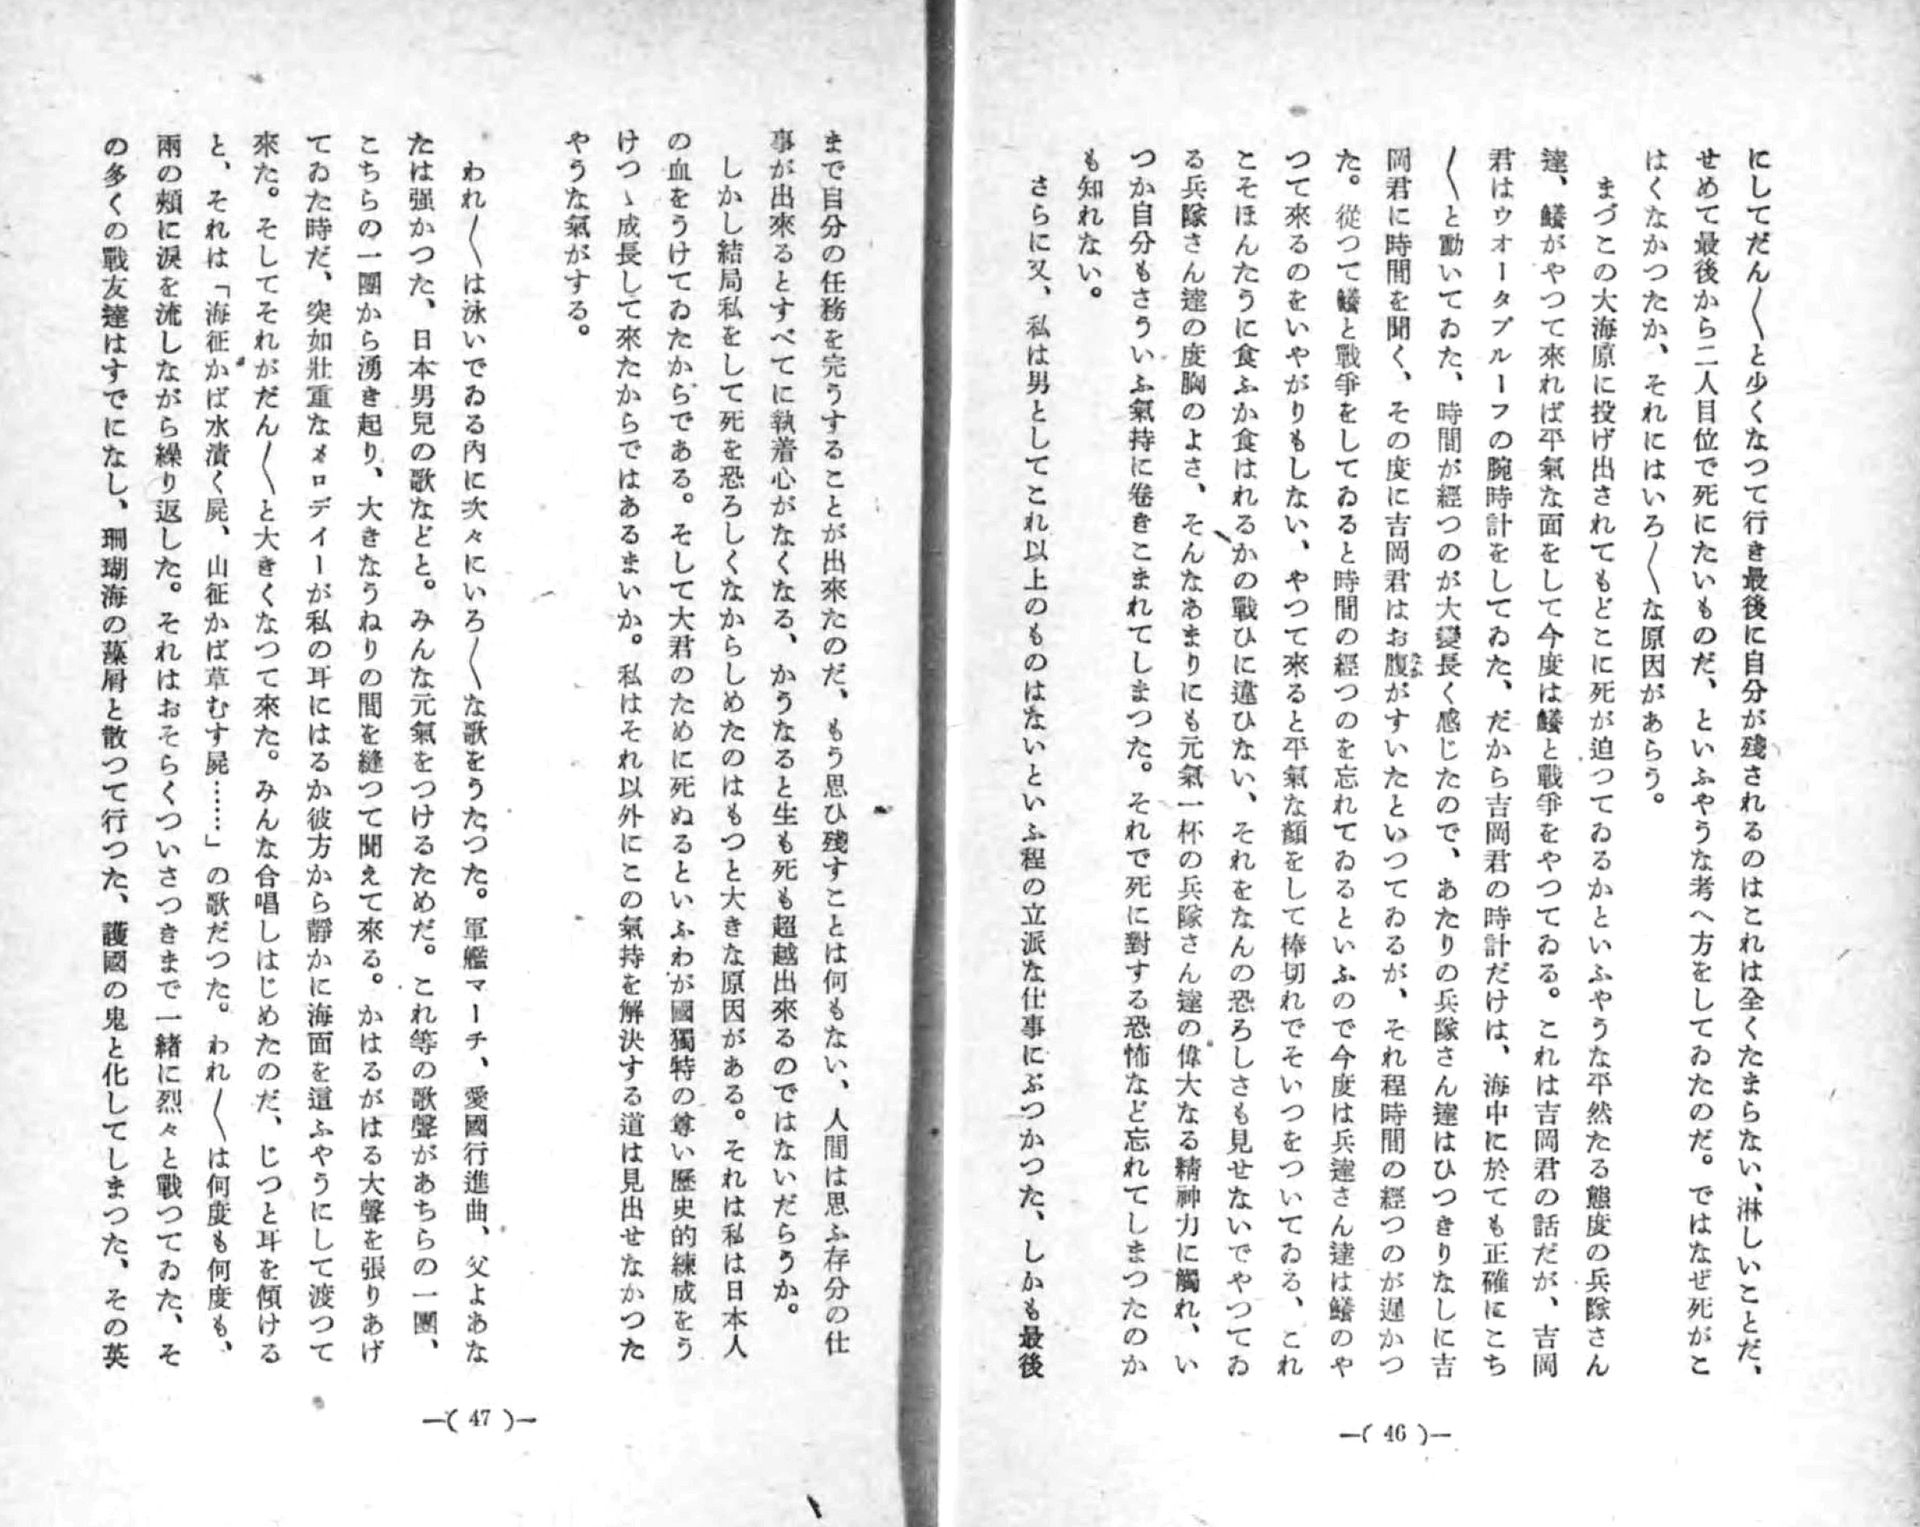 にしてだん〳〵と少くなつて行き最後に自分が残されるのはこれは全くたまらない、淋しいことだ、
せめて最後から二人目位で死にたいものだ、といふやうな考へ方をしてゐたのだ。ではなぜ死がこ
はくなかつたか、それにはいろ〳〵な原因があらう。
まづこの大海原に投げ出されてもどこに死が迫つてゐるかといふやうな平然たる態度の兵隊さん
達、鱶がやつて来れば平氣な面をして今度は鱶と戰爭をやつてゐる。これは吉岡君の話だが、吉岡
君はウオータプルーフの腕時計をしてゐた、だから吉岡君の時計だけは、海中に於ても正確にこち
〳〵と動いてゐた、時間が經つのが大變長く感じたので、あたりの兵隊さん達はひつきりなしに吉
岡君に時間を聞く、その度に吉岡君はお腹なかがすいたといつてゐるが、それ程時間の經つのが遲かつ
た。從つて鱶と戰爭をしてゐると時間の經つのを忘れてゐるといふので今度は兵達さん達は鱶のや
つて来るのをいやがりもしない、やつて来ると平氣な顏をして棒切れでそいつをついてゐる、これ
こそほんたうに食ふか食はれるかの戰ひに違ひない、それをなんの恐ろしさも見せないでやつてゐ
る兵隊さん達の度胸のよさ、そんなあまりにも元氣一杯の兵隊さん達の偉大なる精神力に觸れ、い
つか自分もさういふ氣持に卷きこまれてしまつた。それで死に對する恐怖など忘れてしまつたのか
も知れない。
さらに又、私は男としてこれ以上のものはないといふ程の立派な仕事にぶつかつた、しかも最後
—( 46 )—
まで自分の任務を完うすることが出來たのだ、もう思ひ殘すことは何もない、人間は思ふ存分の仕
事が出來るとすべてに執着心がなくなる、かうなると生も死も超越出來るのではないだらうか。
しかし結局私をして死を恐ろしくなからしめたのはもつと大きな原因がある。それは私は日本人
の血をうけてゐたからである。そして大君のために死ぬるといふわが國獨特の尊い歷史的練成をう
けつゝ成長して來たからではあるまいか。私はそれ以外にこの氣持を解決する道は見出せなかつた
やうな氣がする。
われ〳〵は泳いでゐる内に次々にいろ〳〵な歌をうたつた。軍艦マーチ、愛國行進曲、父よあな
たは强かつた、日本男兒の歌などと。みんな元氣をつけるためだ。これ等の歌聲があちらの一團、
こちらの一團から湧き起り、大きなうねりの間を縫つて聞えて來る。かはるがはる大聲を張りあげ
てゐた時だ、突如壯重なメロデイーが私の耳にはるか彼方から靜かに海面を這ふやうにして渡つて
來た。そしてそれがだん〳〵と大きくなつて來た。みんな合唱しはじめたのだ、じつと耳を傾ける
と、それは「海征かば水漬く屍、山征かば草むす屍……」の歌だつた。われ〳〵は何度も何度も、
兩の頰に淚を流しながら繰り返した。それはおそらくついさつきまで一緒に烈々と戰つてゐた、そ
の多くの戰友達はすでになし、珊瑚海の藻屑と散つて行つた、護國の鬼と化してしまつた、その英
—( 47 )—